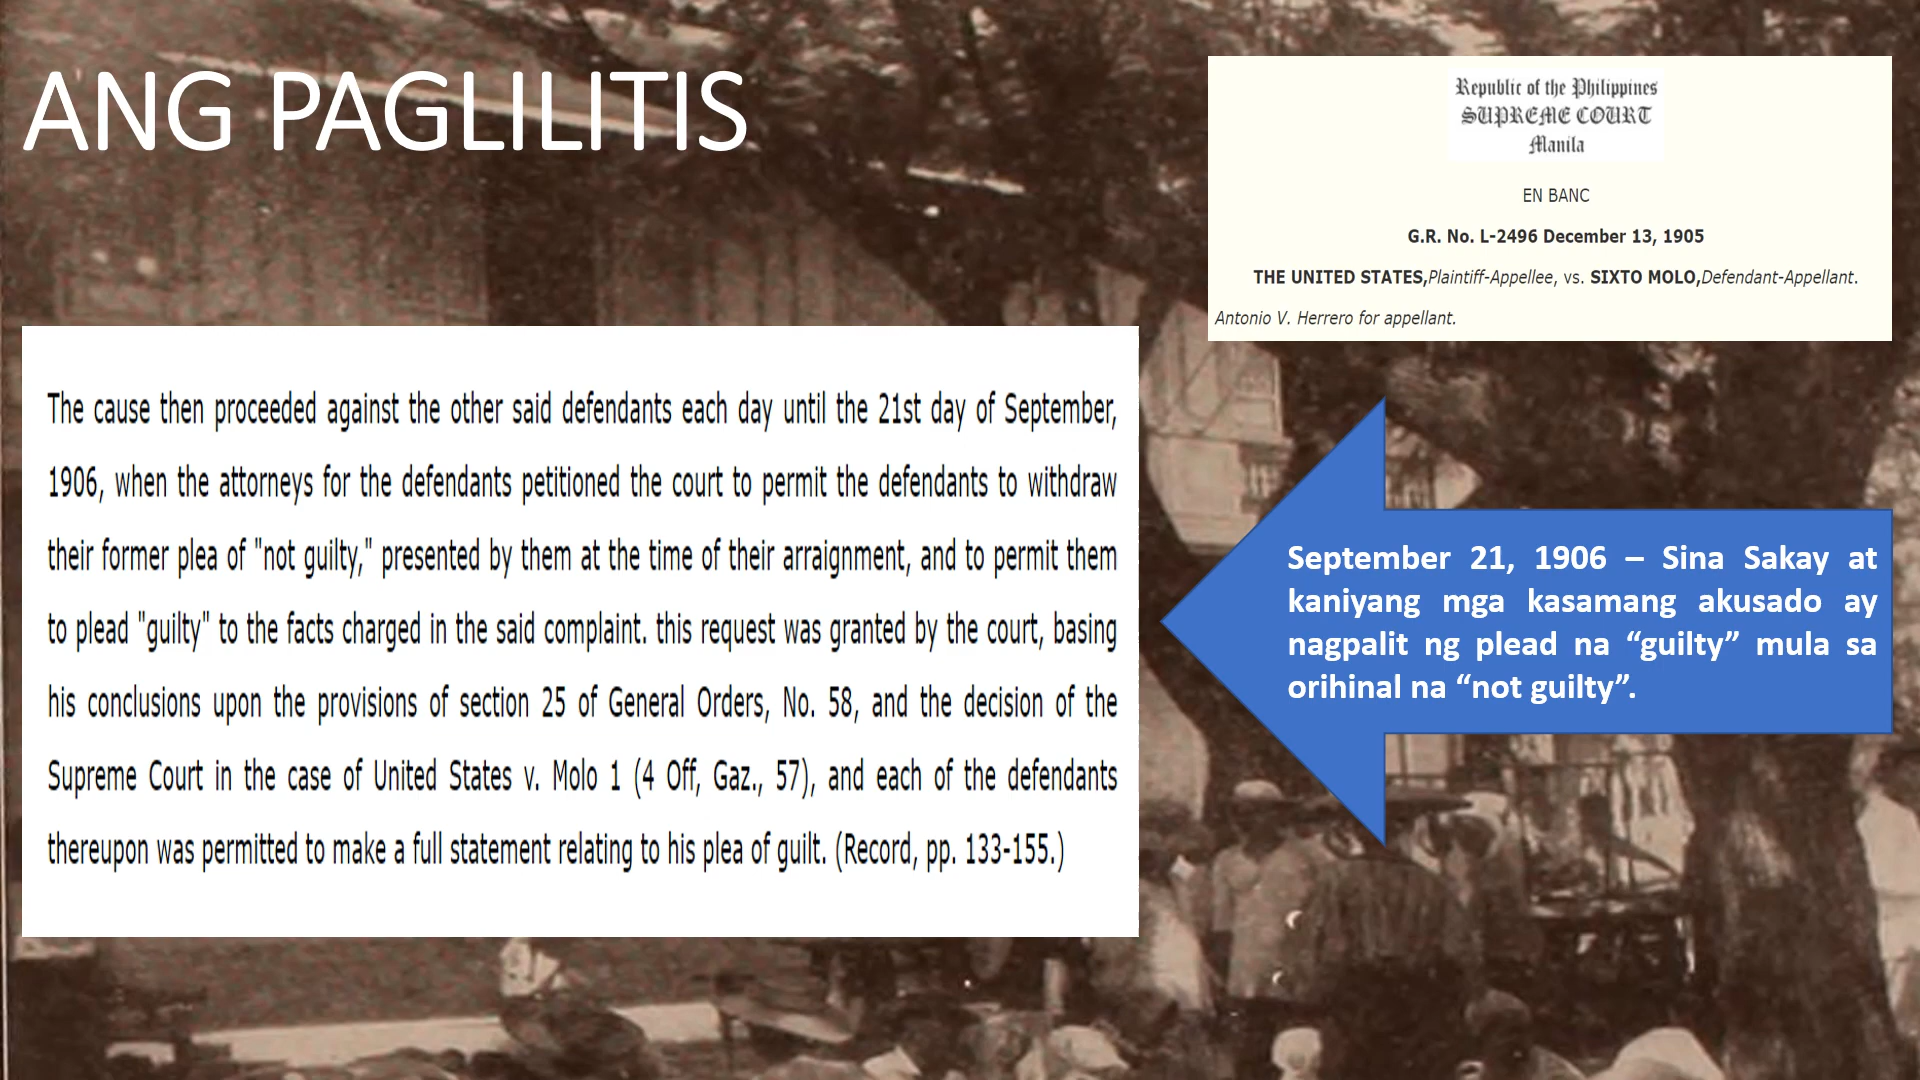 ANG PAGLILITIS
Republic of the Philippines
SUPREME COURT
Manila
EN BANC
G.R. No. L-2496 December 13, 1905
THE UNITED STATES,Plaintiff-Appellee, vs. SIXTO MOLO,Defendant-Appellant.
Antonio V. Herrero for appellant.
The cause then proceeded against the other said defendants each day until the 21st day of September,
1906, when the attorneys for the defendants petitioned the court to permit the defendants to withdraw
their former plea of "not guilty," presented by them at the time of their arraignment, and to permit them
to plead "guilty" to the facts charged in the said complaint. this request was granted by the court, basing
his conclusions upon the provisions of section 25 of General Orders, No. 58, and the decision of the
Supreme Court in the case of United States v. Molo 1 (4 Off, Gaz., 57), and each of the defendants
thereupon was permitted to make a full statement relating to his plea of guilt. (Record, pp. 133-155.)
September 21, 1906 – Sina Sakay at
kaniyang mga kasamang akusado ay
nagpalit ng plead na “guilty” mula sa
orihinal na “not guilty”.